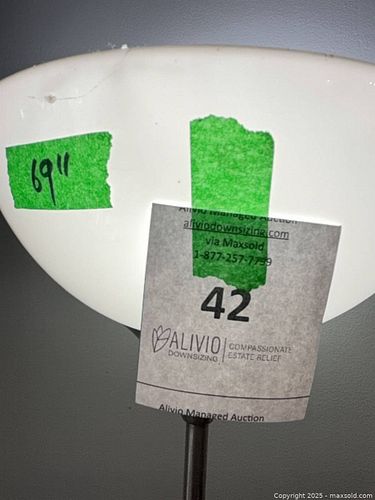 69"
Alivio Managed Auction
aliviodownsizing.com
via Maxsold
1-877-257-7799
42
ALIVIO
DOWNSIZING
COMPASSIONATE
ESTATE RELIEF
Alivio Managed Auction
Copyright © 2025 - maxsold.com